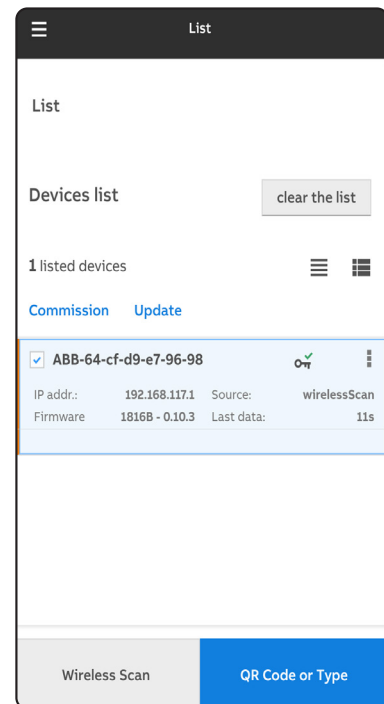 List
List
Devices list
clear the list
1 listed devices
Commission Update
ABB-64-cf-d9-e7-96-98
IP addr.: 192.168.117.1 Source: wirelessScan
Firmware 1816B - 0.10.3 Last data: 11s
Wireless Scan QR Code or Type